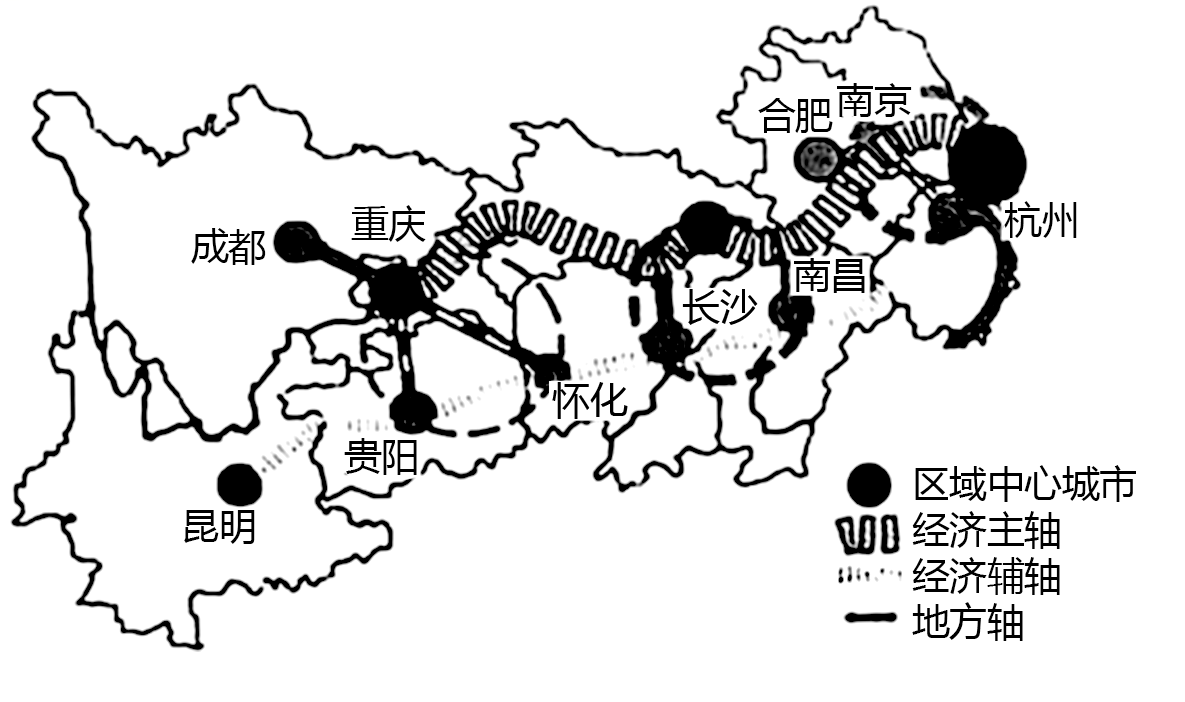 南京
合肥
杭州
重庆
成都
南昌
长沙
怀化
贵阳
昆明
区域中心城市
经济主轴
经济辅轴
地方轴